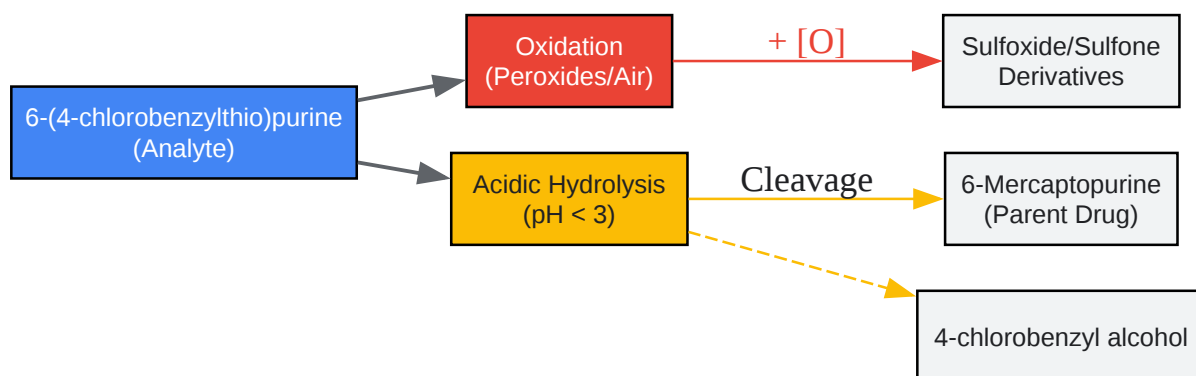 6-(4-chlorobenzylthio)purine
(Analyte)
Oxidation
(Peroxides/Air)
+ [O]
Sulfoxide/Sulfone
Derivatives
Acidic Hydrolysis
(pH < 3)
Cleavage
6-Mercaptopurine
(Parent Drug)
4-chlorobenzyl alcohol